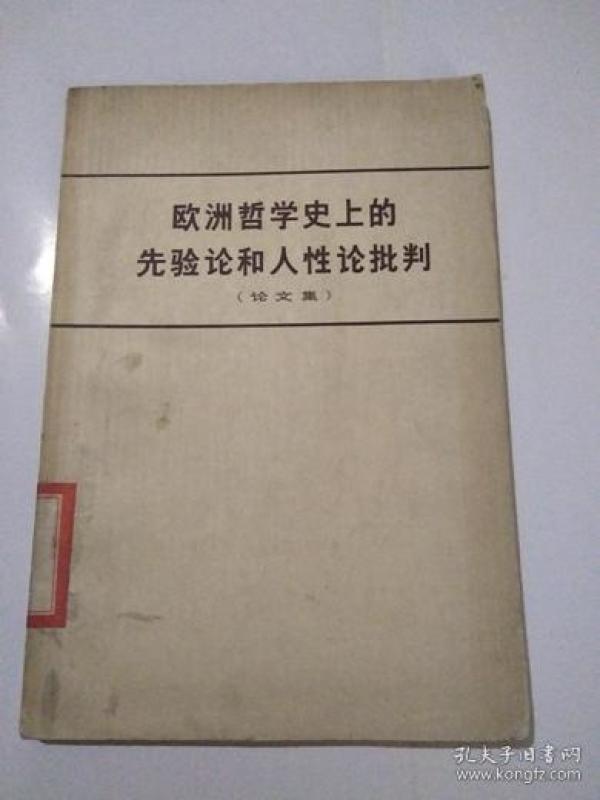 欧洲哲学史上的
先验论和人性论批判
（论文集）
孔夫子旧书网
www.kongfz.com